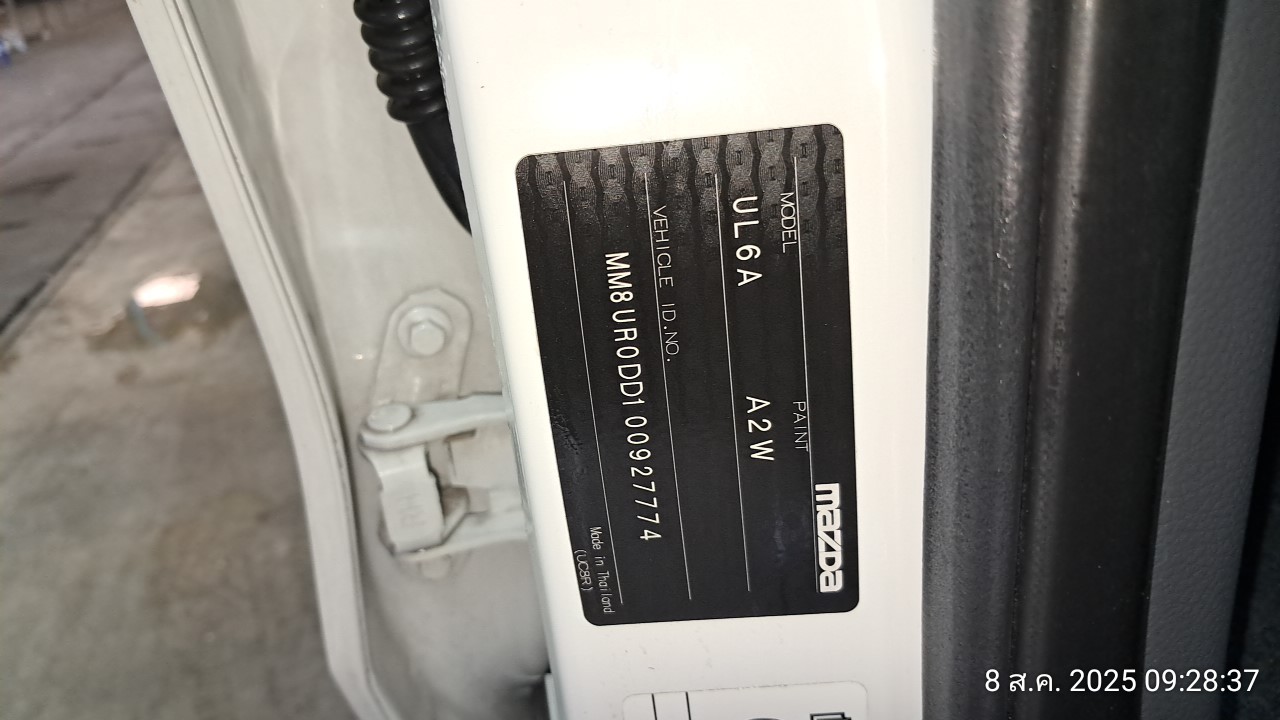 mazda
MODEL PAINT
UL6A A2W
VEHICLE ID.NO.
MM8UR0DD100927774
Made in Thailand
(UC8R)
8 ส.ค. 2025 09:28:37